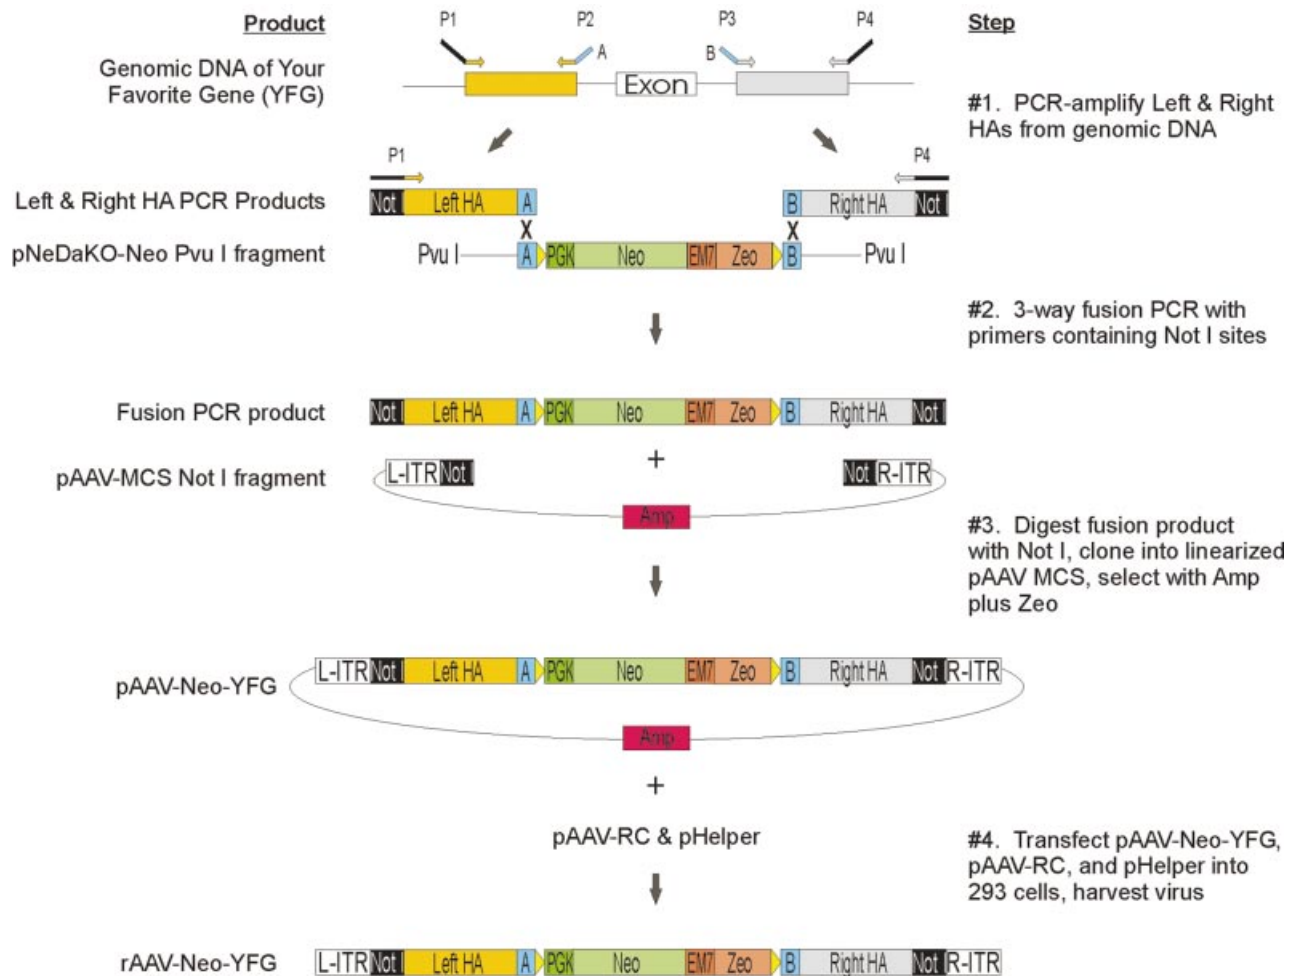 Product
Step
P1
P2
P3
P4
A
B
Genomic DNA of Your
Favorite Gene (YFG)
Exon
#1. PCR-amplify Left & Right
HAs from genomic DNA
P1
P4
Left & Right HA PCR Products
Not I Left HA A
B Right HA Not I
X
X
pNeDaKO-Neo Pvu I fragment
Pvu I A PGK Neo EM7 Zeo B Pvu I
#2. 3-way fusion PCR with
primers containing Not I sites
Fusion PCR product
Not I Left HA A PGK Neo EM7 Zeo B Right HA Not I
+
pAAV-MCS Not I fragment
L-ITR Not I
Not I R-ITR
Amp
#3. Digest fusion product
with Not I, clone into linearized
pAAV MCS, select with Amp
plus Zeo
pAAV-Neo-YFG
L-ITR Not I Left HA A PGK Neo EM7 Zeo B Right HA Not I R-ITR
Amp
+
pAAV-RC & pHelper
#4. Transfect pAAV-Neo-YFG,
pAAV-RC, and pHelper into
293 cells, harvest virus
rAAV-Neo-YFG
L-ITR Not I Left HA A PGK Neo EM7 Zeo B Right HA Not I R-ITR